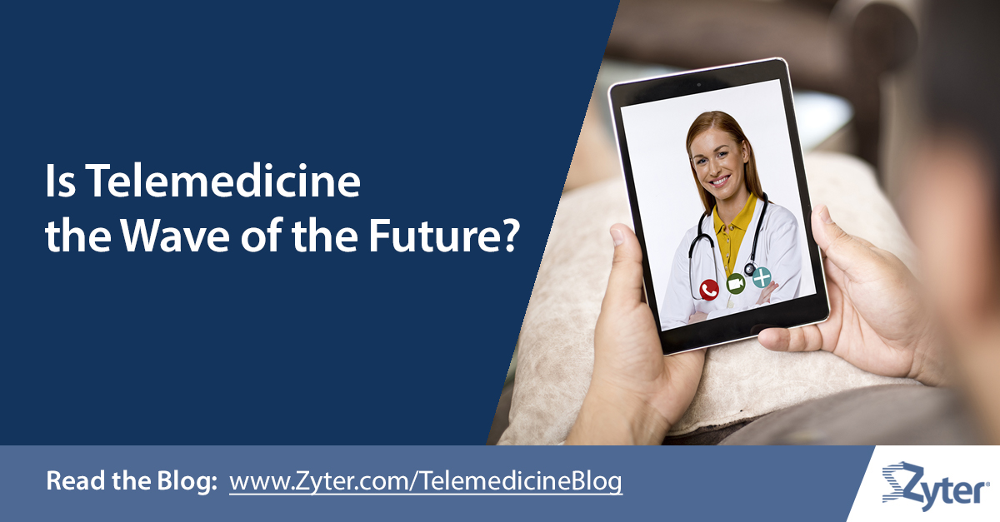 Is Telemedicine
the Wave of the Future?
Read the Blog: www.Zyter.com/TelemedicineBlog
Zyter®